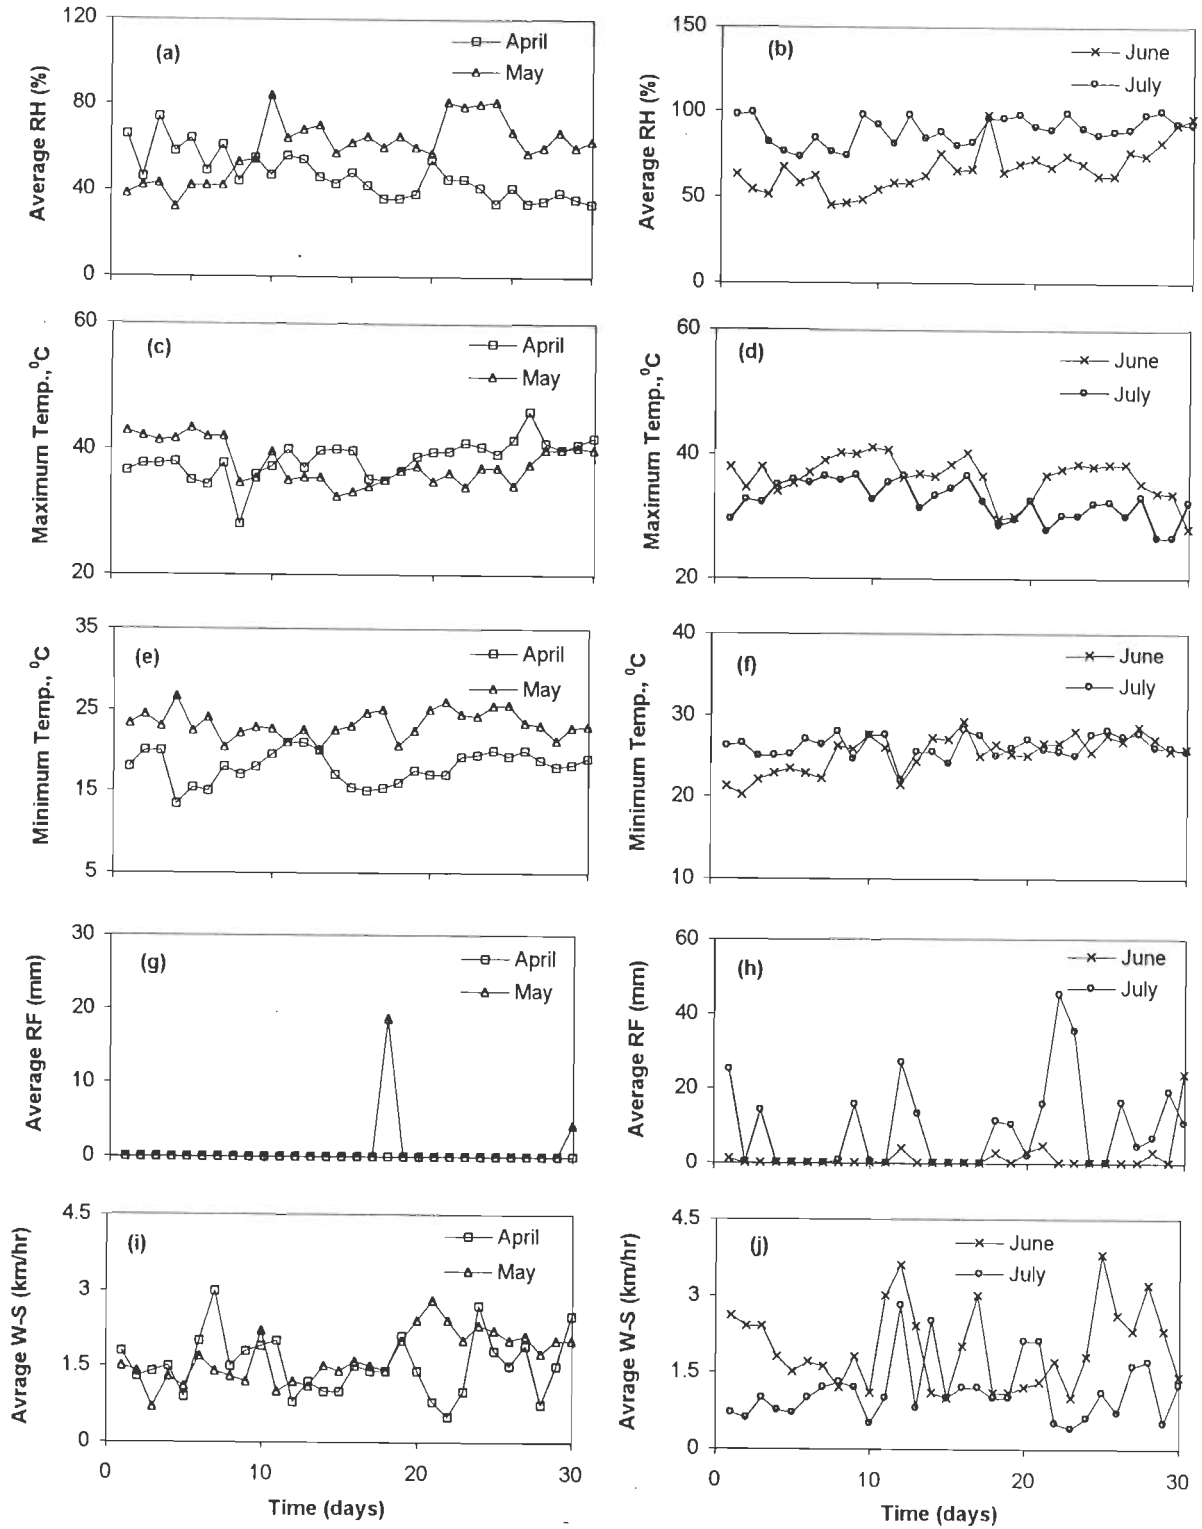 120
80
40
0
Average RH (%)
(a)
April
May
150
100
50
0
Average RH (%)
(b)
June
July
60
40
20
Maximum Temp.,⁰C
(c)
April
May
60
40
20
Maximum Temp.,⁰C
(d)
June
July
35
25
15
5
Minimum Temp.,⁰C
(e)
April
May
40
30
20
10
Minimum Temp., ⁰C
(f)
June
July
30
20
10
0
Average RF (mm)
(g)
April
May
60
40
20
0
Average RF (mm)
(h)
June
July
4.5
3
1.5
0
Avrage W-S (km/hr)
(i)
April
May
0 10 20 30
Time (days)
4.5
3
1.5
0
Avrage W-S (km/hr)
(j)
June
July
0 10 20 30
Time (days)